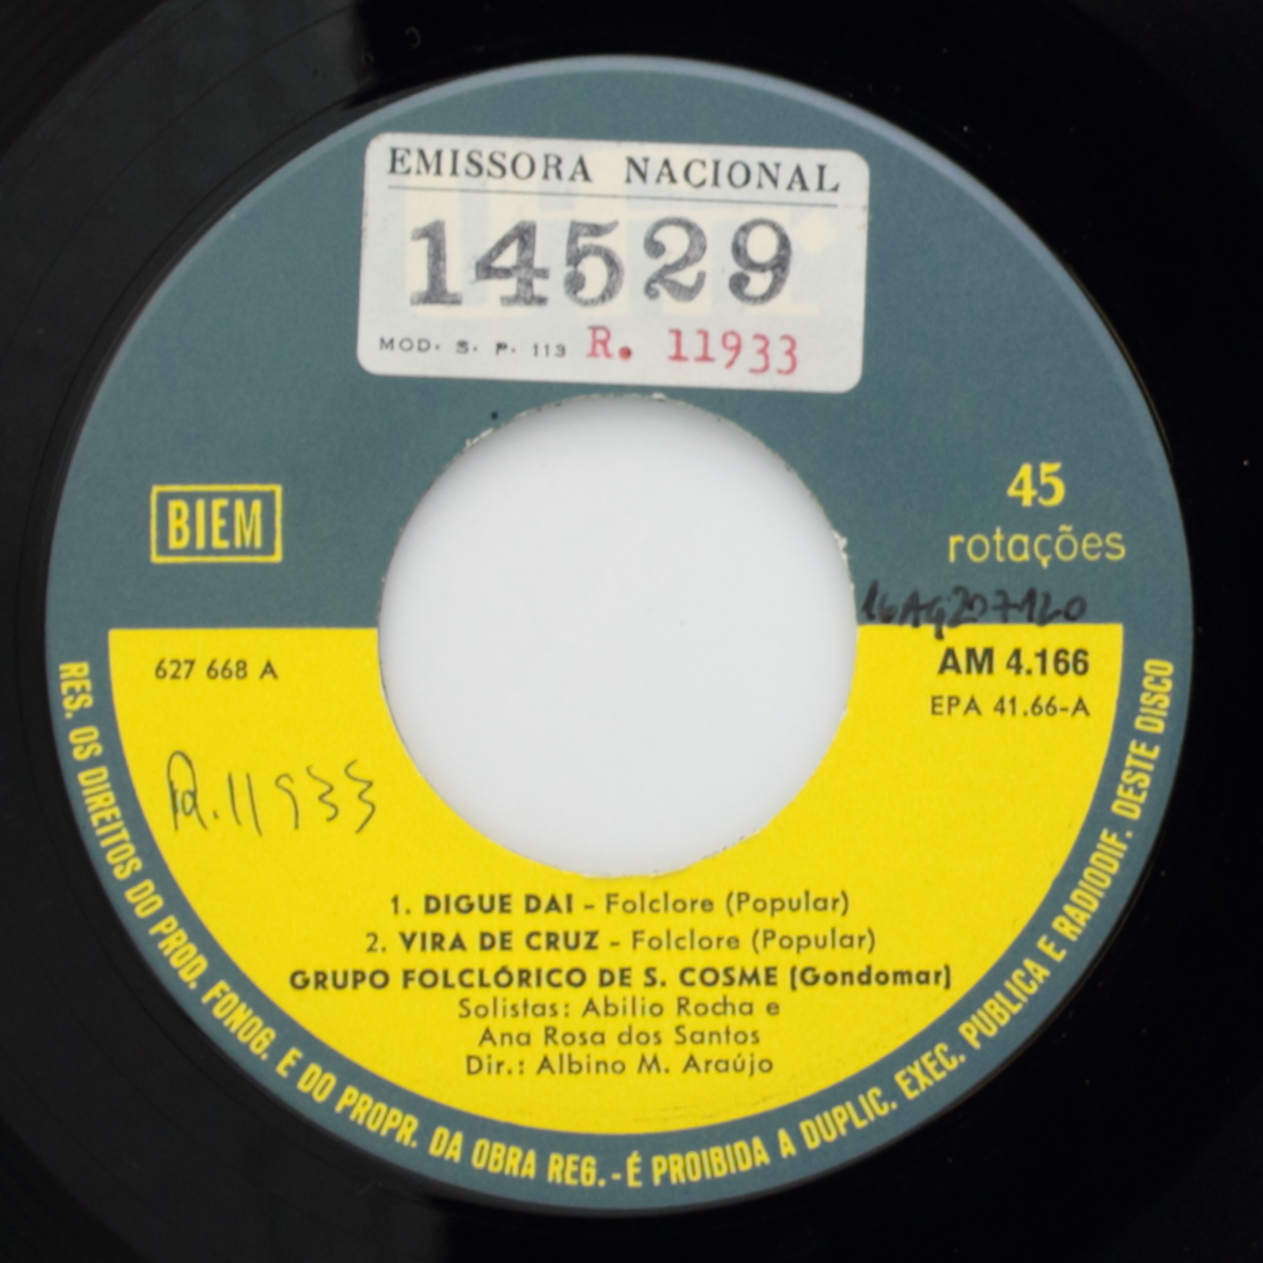 EMISSORA NACIONAL
14529
MOD. S. P. 113 R. 11933
BIEM
45
rotações
627 668 A
AM 4.166
EPA 41.66-A
R.11933
1. DIGUE DAI - Folclore (Popular)
2. VIRA DE CRUZ - Folclore (Popular)
GRUPO FOLCLÓRICO DE S. COSME (Gondomar)
Solistas: Abilio Rocha e
Ana Rosa dos Santos
Dir.: Albino M. Araújo
RES. OS DIREITOS DO PROD. FONOG. E DO PROPR. DA OBRA REG. - É PROIBIDA A DUPLIC. EXEC. PUBLICA E RADIODIF. DESTE DISCO